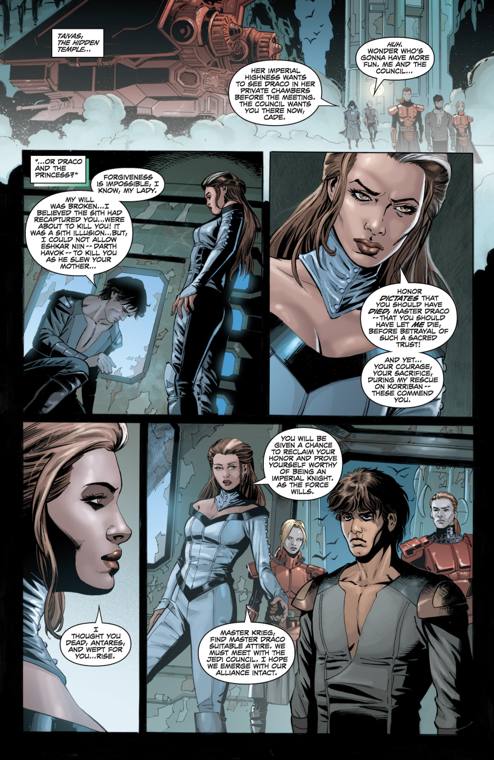 TAIVAS,
THE HIDDEN
TEMPLE...
HER IMPERIAL
HIGHNESS WANTS
TO SEE DRACO IN HER
PRIVATE CHAMBERS
BEFORE THE MEETING.
THE COUNCIL WANTS
YOU THERE NOW,
CADE.
HUH.
WONDER WHO'S
GONNA HAVE MORE
FUN. ME AND THE
COUNCIL...
"...OR DRACO
AND THE
PRINCESS?"
FORGIVENESS
IS IMPOSSIBLE, I
KNOW, MY LADY.
MY WILL
WAS BROKEN...I
BELIEVED THE SITH HAD
RECAPTURED YOU...WERE
ABOUT TO KILL YOU! IT
WAS A SITH ILLUSION...BUT,
I COULD NOT ALLOW
ESHKAR NIIN -- DARTH
HAVOK -- TO KILL YOU
AS HE SLEW YOUR
MOTHER...
HONOR
DICTATES THAT
YOU SHOULD HAVE
DIED, MASTER DRACO
-- THAT YOU SHOULD
HAVE LET ME DIE,
BEFORE BETRAYAL OF
SUCH A SACRED
TRUST!
AND YET...
YOUR COURAGE,
YOUR SACRIFICE,
DURING MY RESCUE
ON KORRIBAN --
THESE COMMEND
YOU.
I
THOUGHT YOU
DEAD, ANTARES,
AND WEPT FOR
YOU...RISE.
YOU WILL BE
GIVEN A CHANCE
TO RECLAIM YOUR
HONOR AND PROVE
YOURSELF WORTHY
OF BEING AN
IMPERIAL KNIGHT.
AS THE FORCE
WILLS.
MASTER KRIEG,
FIND MASTER DRACO
SUITABLE ATTIRE. WE
MUST MEET WITH THE
JEDI COUNCIL. I HOPE
WE EMERGE WITH OUR
ALLIANCE INTACT.